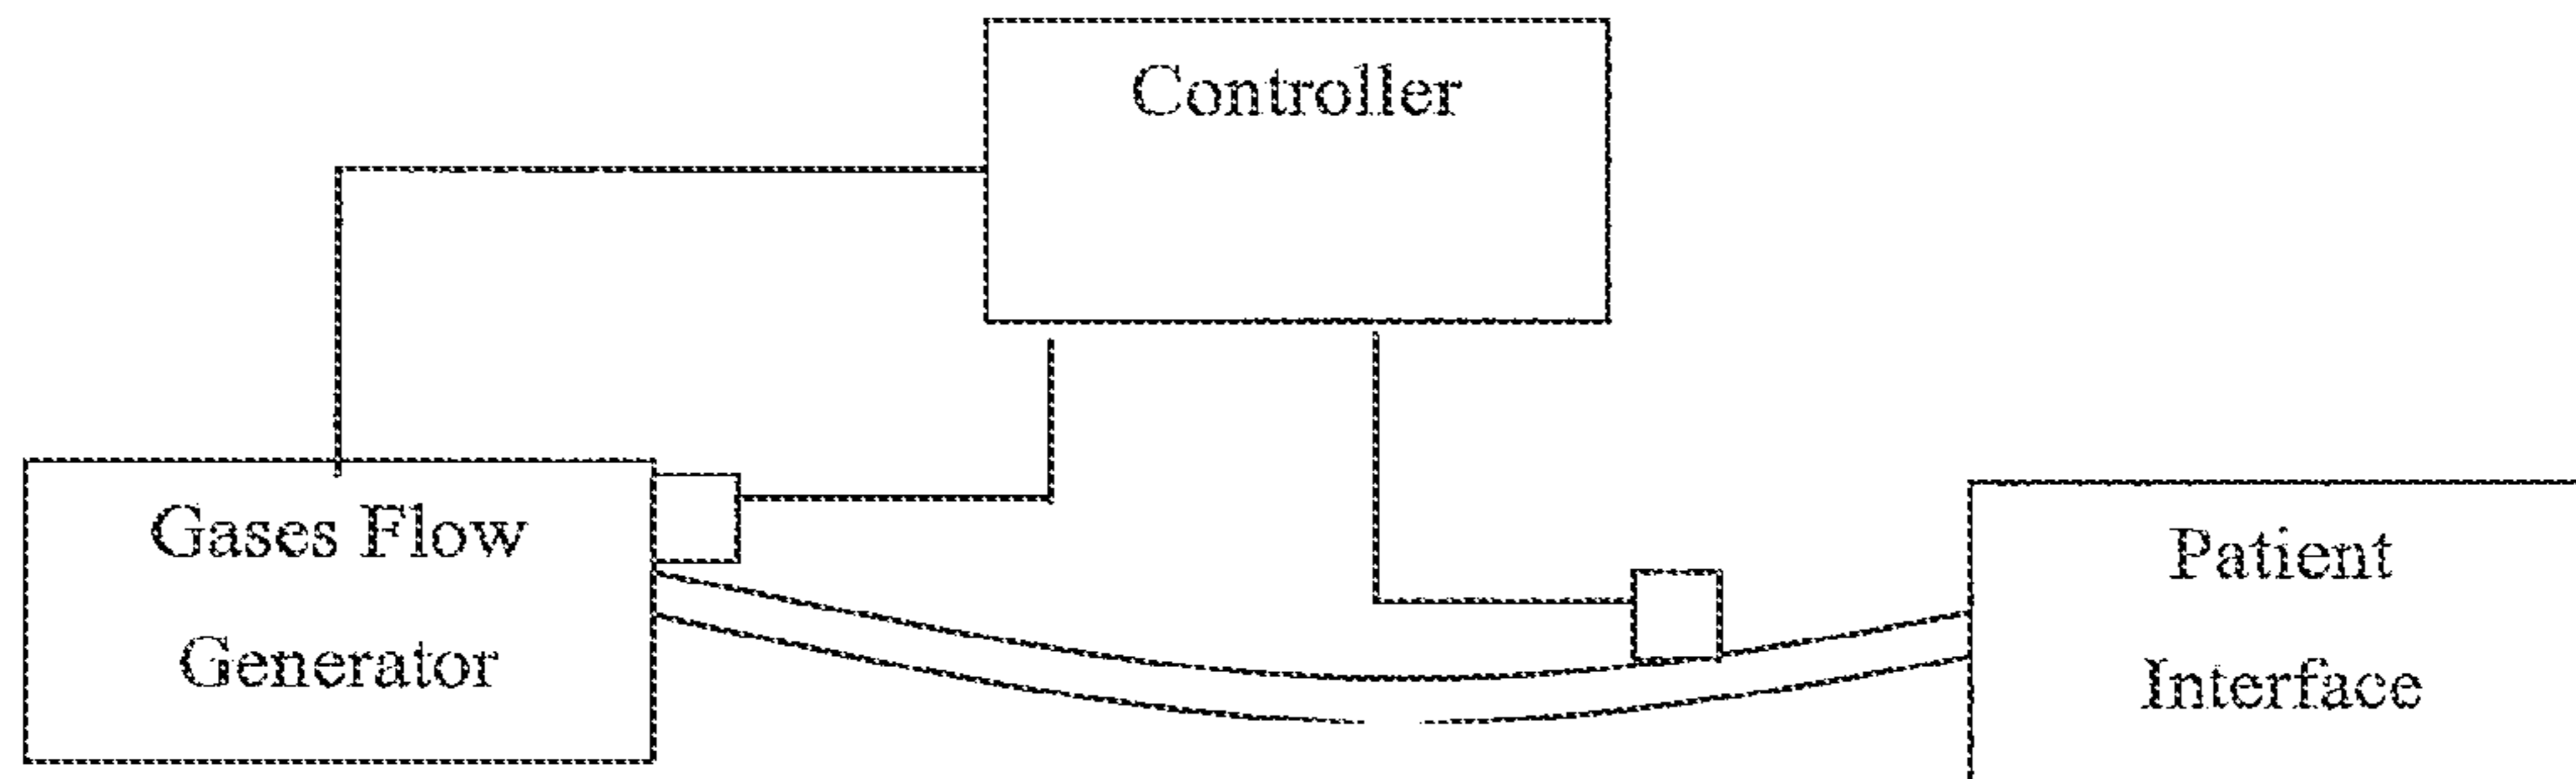 Controller
Gases Flow
Generator
Patient
Interface